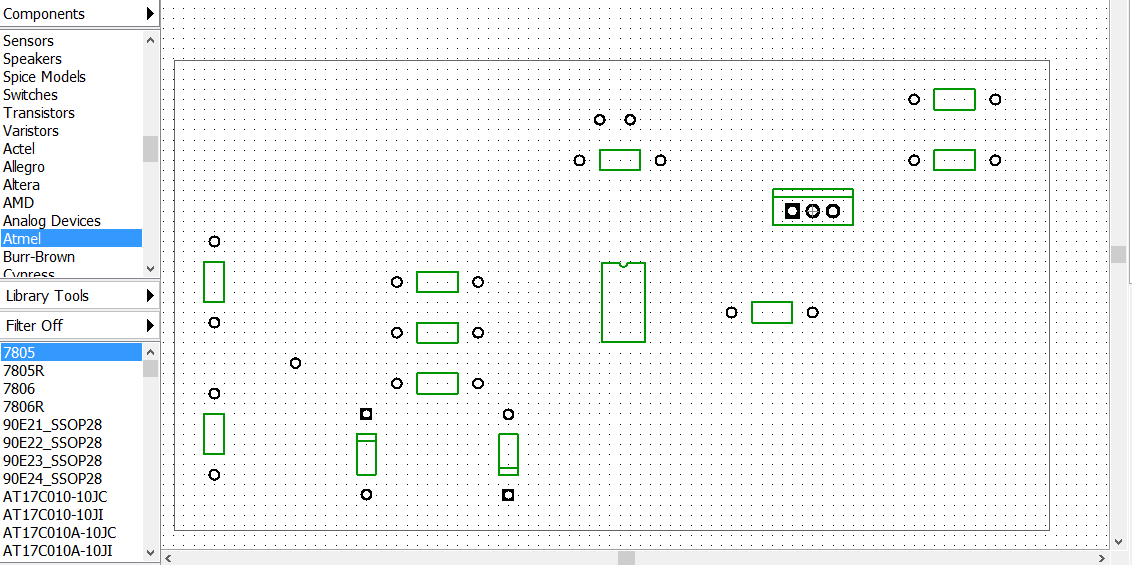 Components
Sensors
Speakers
Spice Models
Switches
Transistors
Varistors
Actel
Allegro
Altera
AMD
Analog Devices
Atmel
Burr-Brown
Cypress
Library Tools
Filter Off
7805
7805R
7806
7806R
90E21_SSOP28
90E22_SSOP28
90E23_SSOP28
90E24_SSOP28
AT17C010-10JC
AT17C010-10JI
AT17C010A-10JC
AT17C010A-10JI